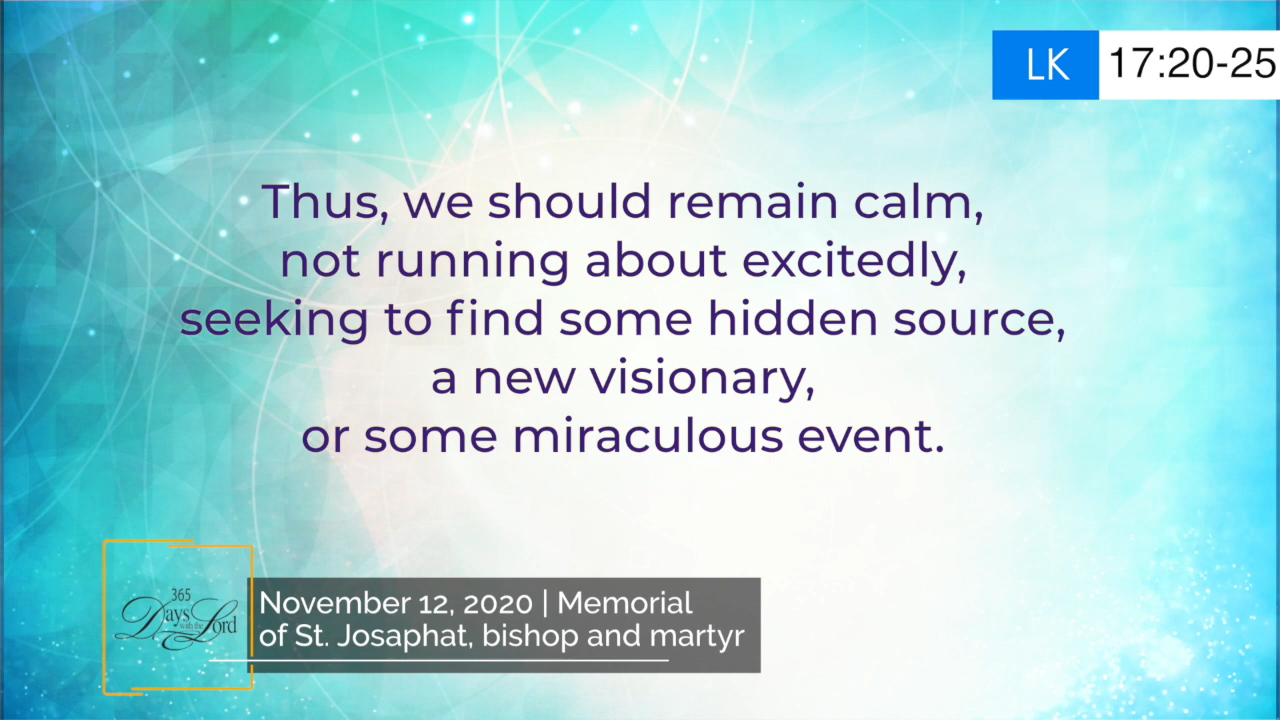 LK 17:20-25
Thus, we should remain calm,
not running about excitedly,
seeking to find some hidden source,
a new visionary,
or some miraculous event.
365
Days with the Lord
November 12, 2020 | Memorial
of St. Josaphat, bishop and martyr